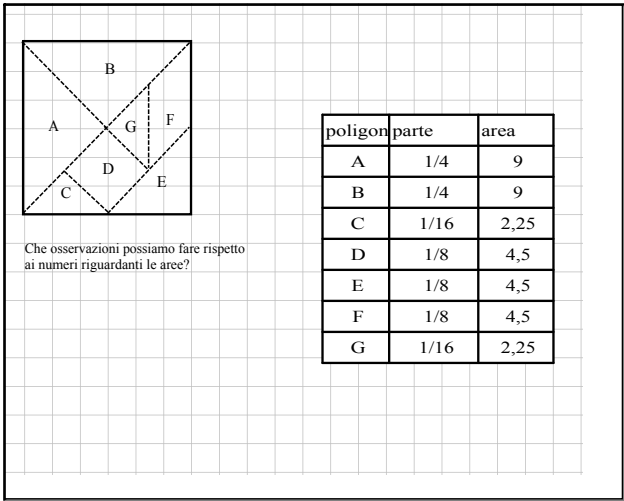 B
A
G
F
D
E
C
Che osservazioni possiamo fare rispetto
ai numeri riguardanti le aree?
poligon parte area
A 1/4 9
B 1/4 9
C 1/16 2,25
D 1/8 4,5
E 1/8 4,5
F 1/8 4,5
G 1/16 2,25